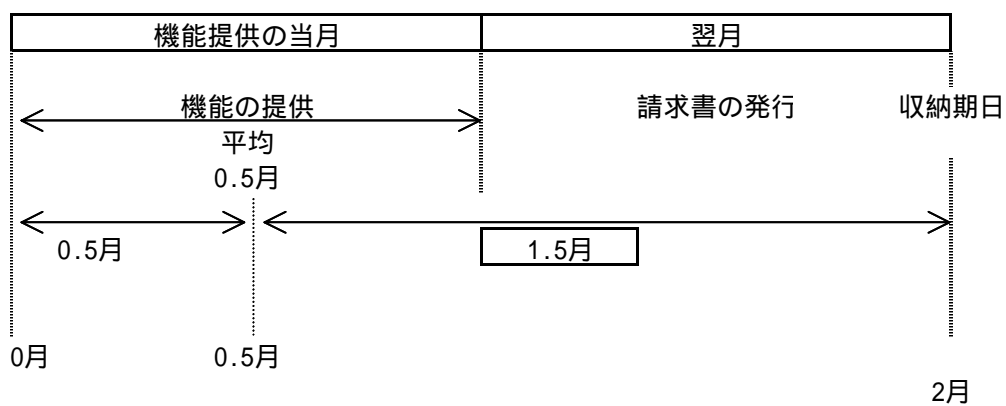 機能提供の当月 翌月
機能の提供 請求書の発行 収納期日
平均
0.5月
0.5月 1.5月
0月 0.5月
2月